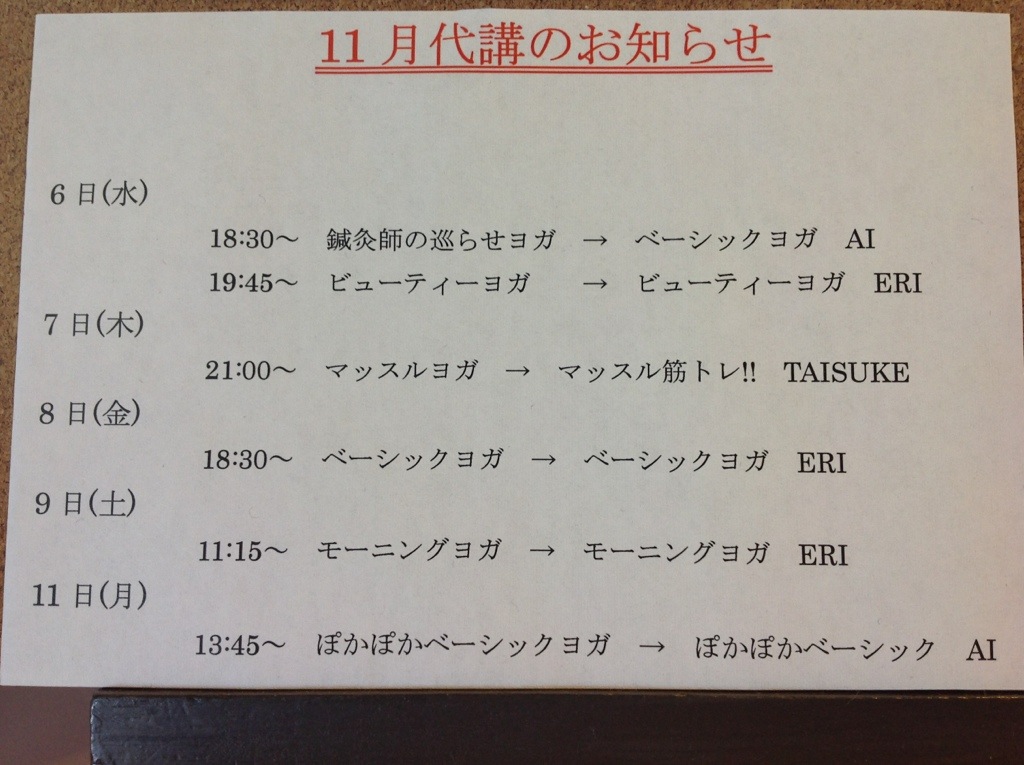 11月代講のお知らせ
6日(水)
18:30～　鍼灸師の巡らせヨガ　→　ベーシックヨガ　AI
19:45～　ビューティーヨガ　→　ビューティーヨガ　ERI
7日(木)
21:00～　マッスルヨガ　→　マッスル筋トレ!!　TAISUKE
8日(金)
18:30～　ベーシックヨガ　→　ベーシックヨガ　ERI
9日(土)
11:15～　モーニングヨガ　→　モーニングヨガ　ERI
11日(月)
13:45～　ぽかぽかベーシックヨガ　→　ぽかぽかベーシック　AI